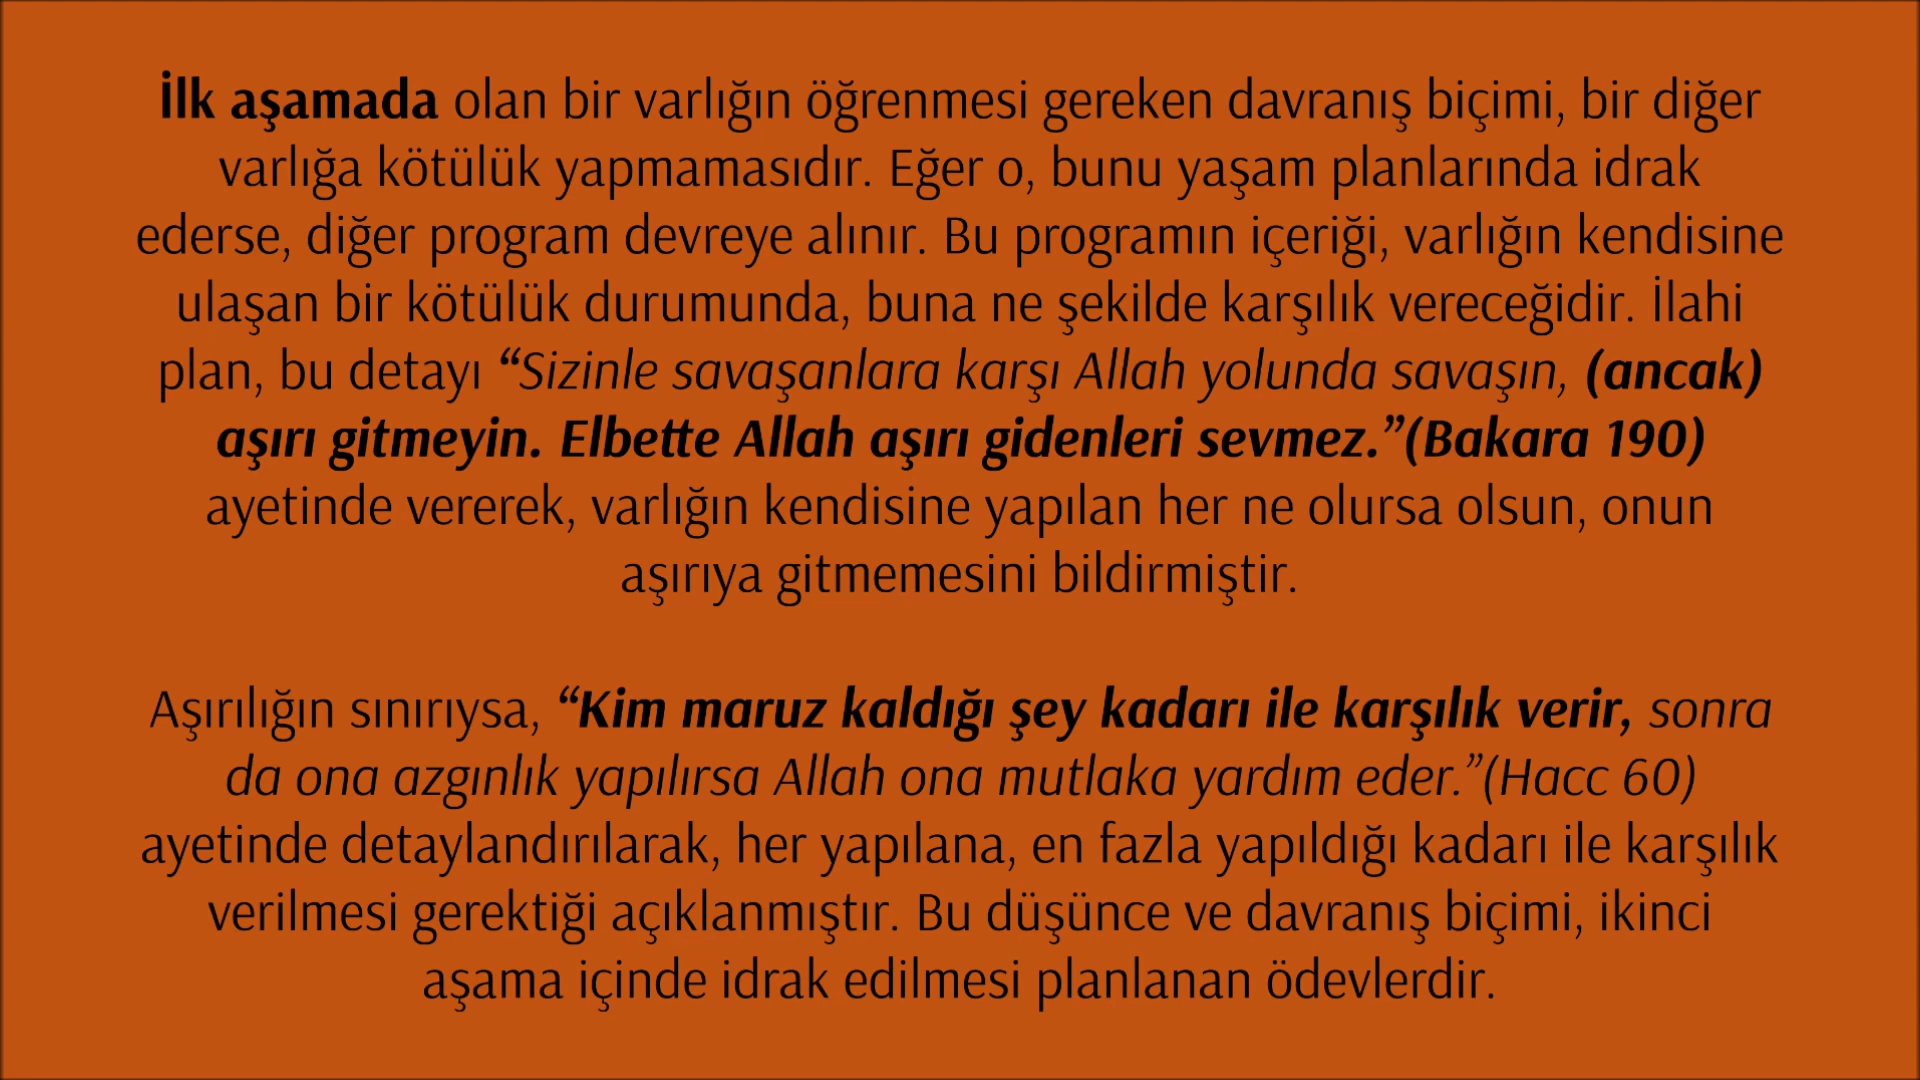 İlk aşamada olan bir varlığın öğrenmesi gereken davranış biçimi, bir diğer
varlığa kötülük yapmamasıdır. Eğer o, bunu yaşam planlarında idrak
ederse, diğer program devreye alınır. Bu programın içeriği, varlığın kendisine
ulaşan bir kötülük durumunda, buna ne şekilde karşılık vereceğidir. İlahi
plan, bu detayı “Sizinle savaşanlara karşı Allah yolunda savaşın, (ancak)
aşırı gitmeyin. Elbette Allah aşırı gidenleri sevmez.”(Bakara 190)
ayetinde vererek, varlığın kendisine yapılan her ne olursa olsun, onun
aşırıya gitmemesini bildirmiştir.
Aşırılığın sınırıysa, “Kim maruz kaldığı şey kadarı ile karşılık verir, sonra
da ona azgınlık yapılırsa Allah ona mutlaka yardım eder.”(Hacc 60)
ayetinde detaylandırılarak, her yapılana, en fazla yapıldığı kadarı ile karşılık
verilmesi gerektiği açıklanmıştır. Bu düşünce ve davranış biçimi, ikinci
aşama içinde idrak edilmesi planlanan ödevlerdir.